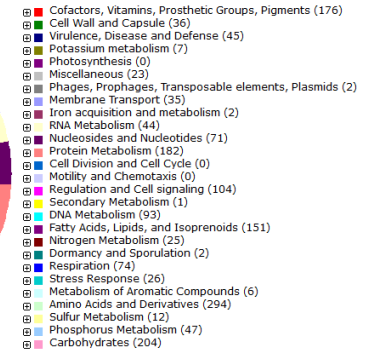 Cofactors, Vitamins, Prosthetic Groups, Pigments (176)
Cell Wall and Capsule (36)
Virulence, Disease and Defense (45)
Potassium metabolism (7)
Photosynthesis (0)
Miscellaneous (23)
Phages, Prophages, Transposable elements, Plasmids (2)
Membrane Transport (35)
Iron acquisition and metabolism (2)
RNA Metabolism (44)
Nucleosides and Nucleotides (71)
Protein Metabolism (182)
Cell Division and Cell Cycle (0)
Motility and Chemotaxis (0)
Regulation and Cell signaling (104)
Secondary Metabolism (1)
DNA Metabolism (93)
Fatty Acids, Lipids, and Isoprenoids (151)
Nitrogen Metabolism (25)
Dormancy and Sporulation (2)
Respiration (74)
Stress Response (26)
Metabolism of Aromatic Compounds (6)
Amino Acids and Derivatives (294)
Sulfur Metabolism (12)
Phosphorus Metabolism (47)
Carbohydrates (204)